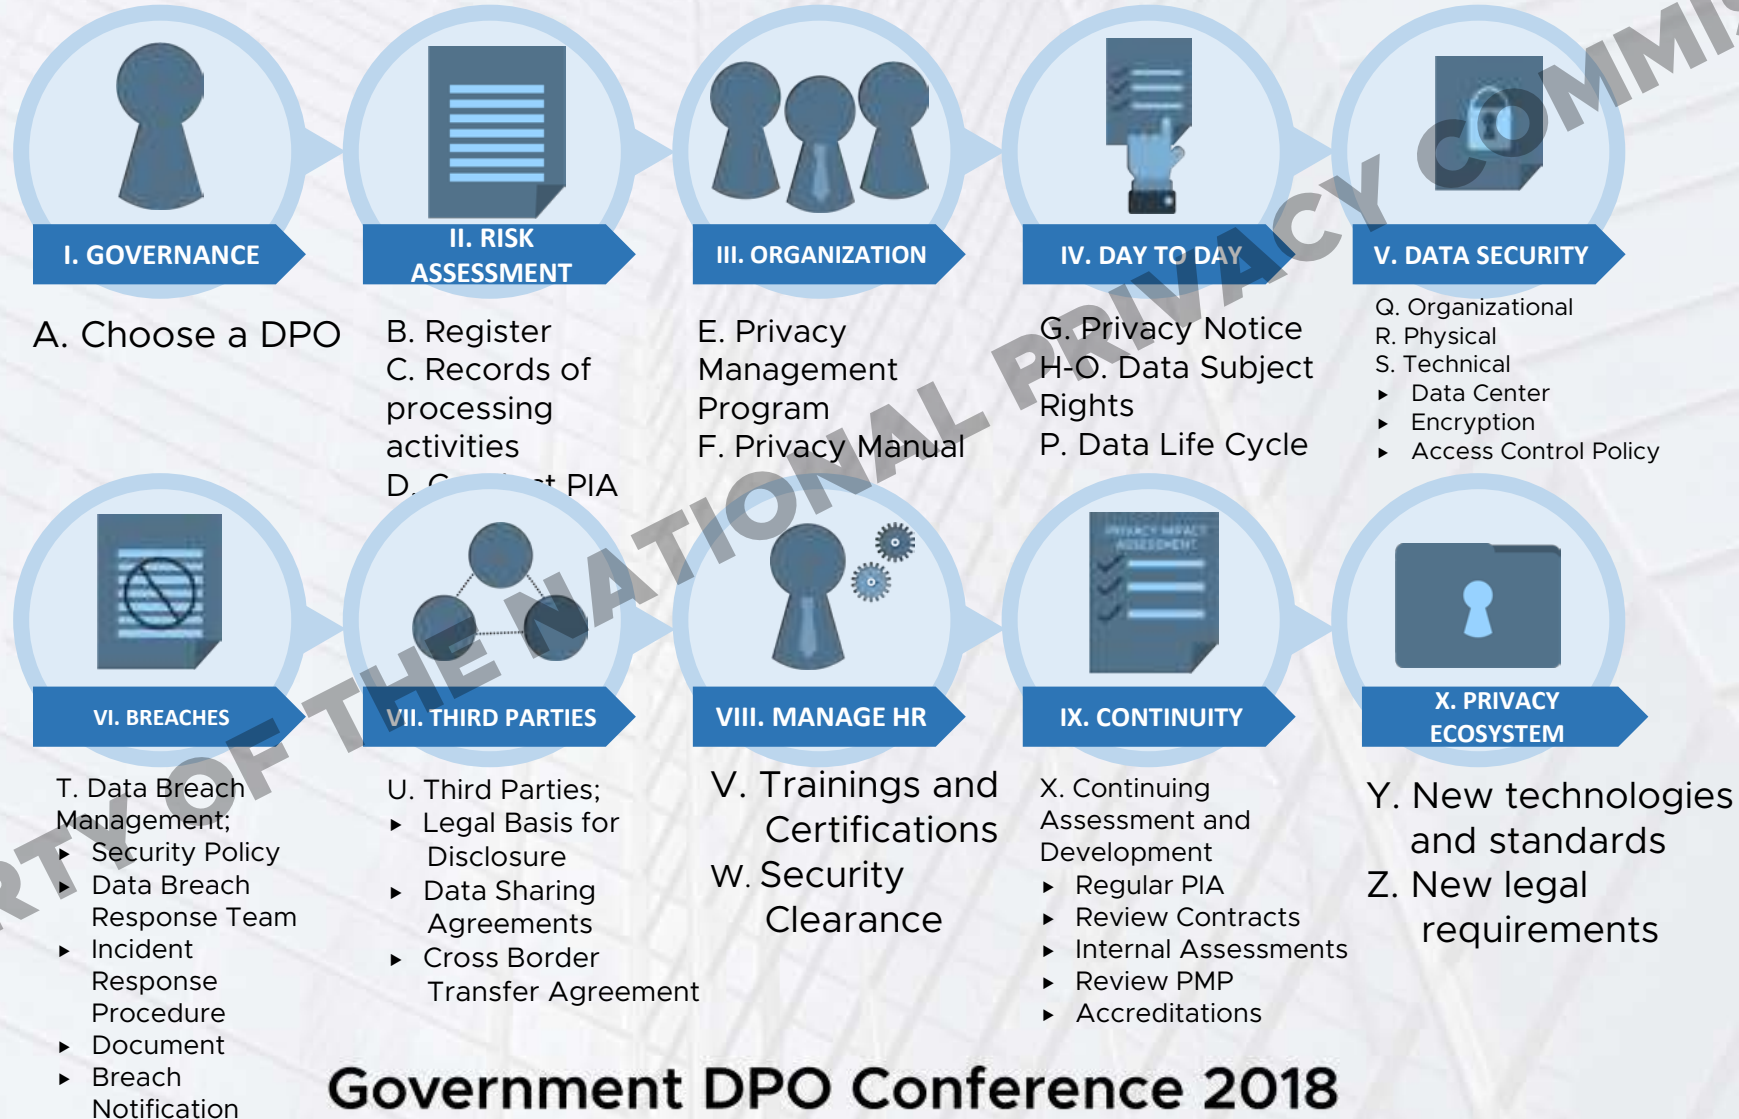 I. GOVERNANCE
A. Choose a DPO
II. RISK
ASSESSMENT
B. Register
C. Records of
processing
activities
D. Conduct PIA
III. ORGANIZATION
E. Privacy
Management
Program
F. Privacy Manual
IV. DAY TO DAY
G. Privacy Notice
H-O. Data Subject
Rights
P. Data Life Cycle
V. DATA SECURITY
Q. Organizational
R. Physical
S. Technical
▸ Data Center
▸ Encryption
▸ Access Control Policy
VI. BREACHES
T. Data Breach
Management;
▸ Security Policy
▸ Data Breach
Response Team
▸ Incident
Response
Procedure
▸ Document
▸ Breach
Notification
VII. THIRD PARTIES
U. Third Parties;
▸ Legal Basis for
Disclosure
▸ Data Sharing
Agreements
▸ Cross Border
Transfer Agreement
VIII. MANAGE HR
V. Trainings and
Certifications
W. Security
Clearance
PRIVACY IMPACT
ASSESSMENT
IX. CONTINUITY
X. Continuing
Assessment and
Development
▸ Regular PIA
▸ Review Contracts
▸ Internal Assessments
▸ Review PMP
▸ Accreditations
X. PRIVACY
ECOSYSTEM
Y. New technologies
and standards
Z. New legal
requirements
Government DPO Conference 2018
RTY OF THE NATIONAL PRIVACY COMMIS